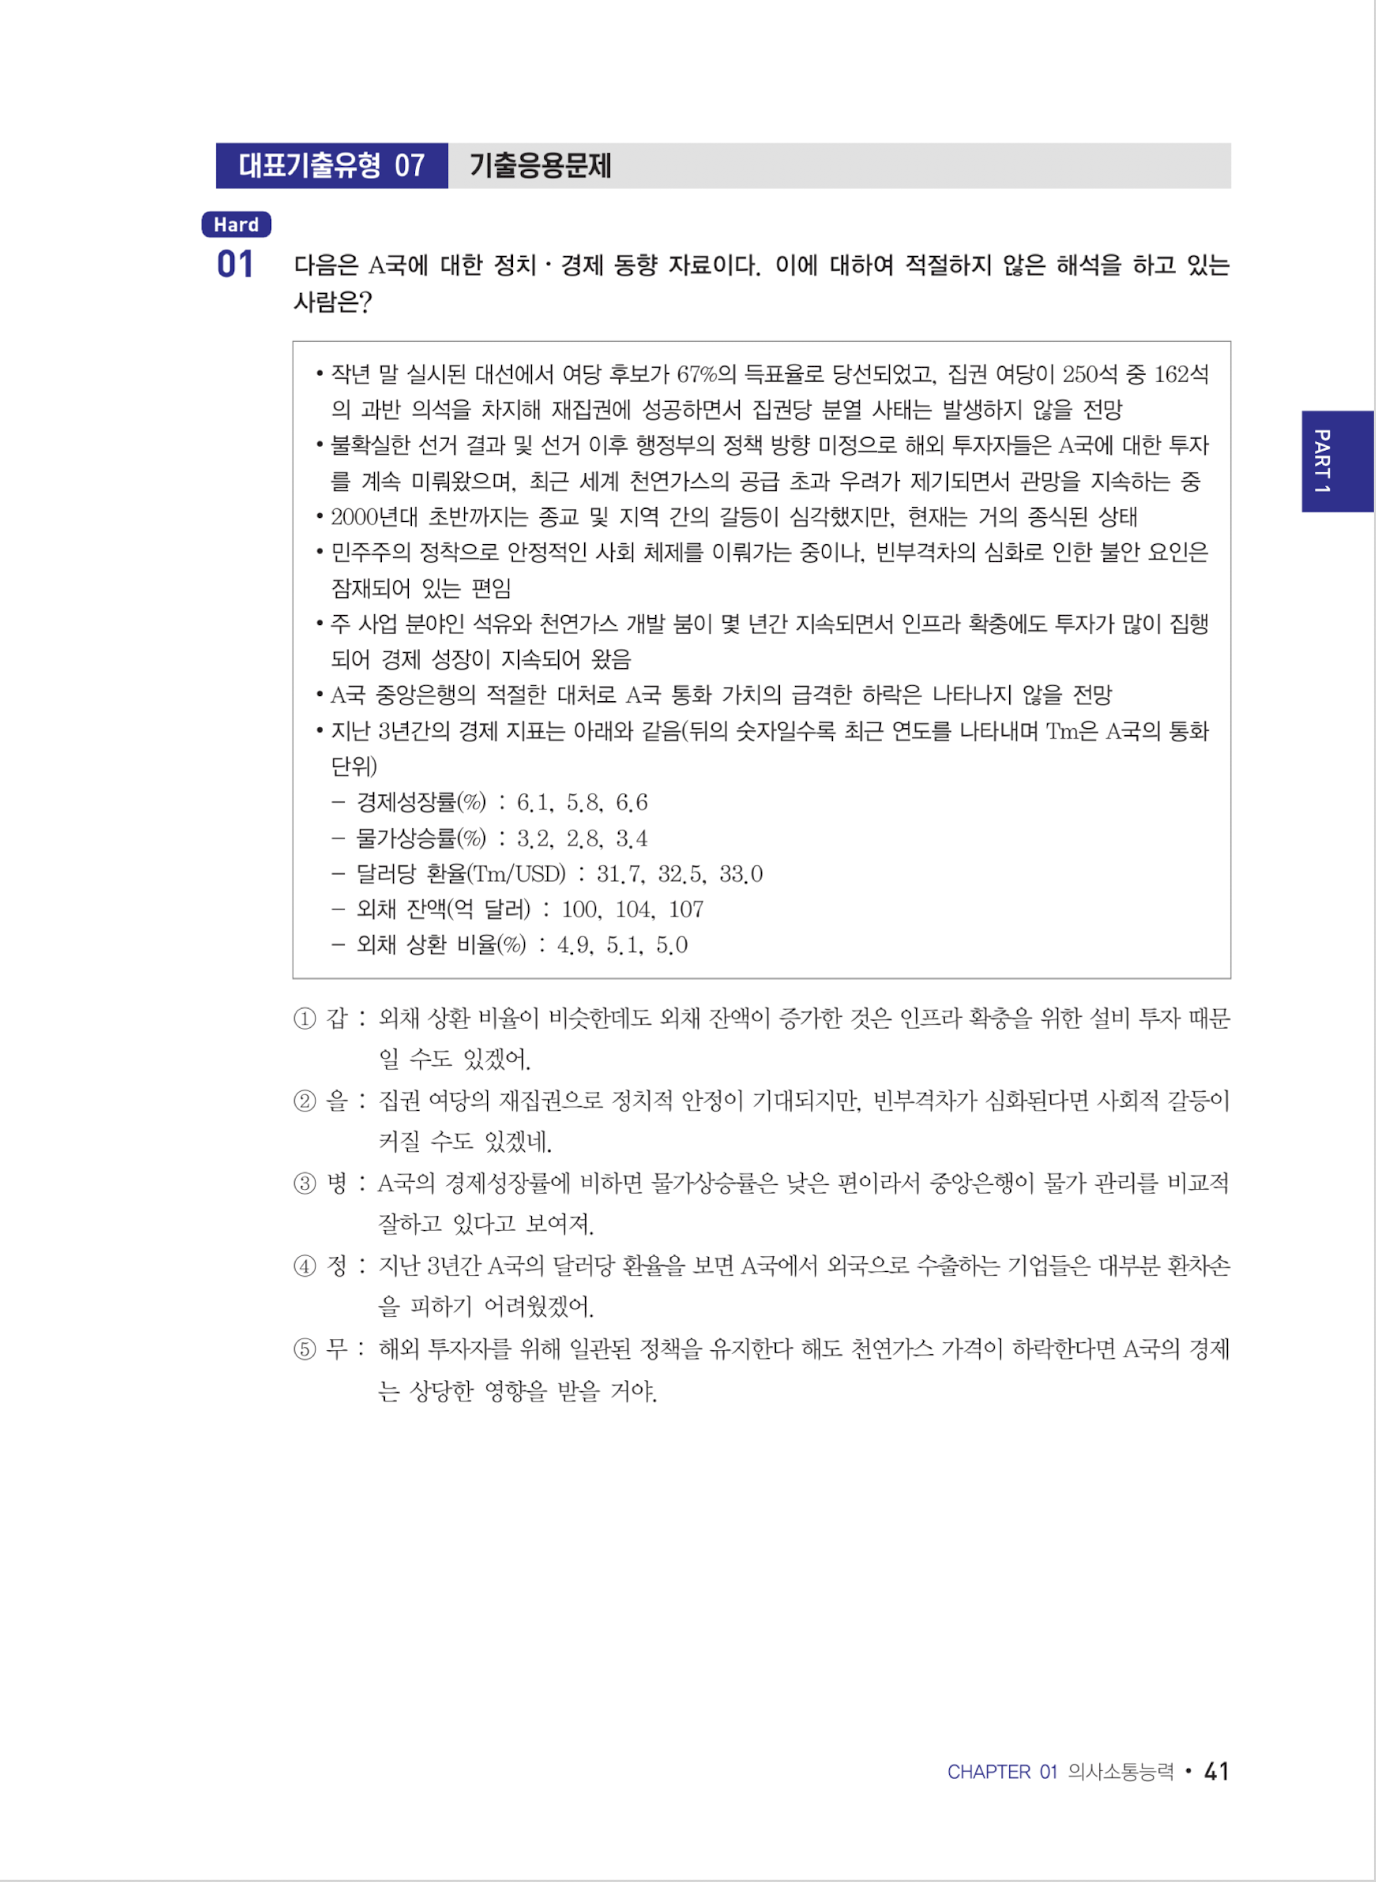 대표기출유형 07 기출응용문제
Hard
01 다음은 A국에 대한 정치·경제 동향 자료이다. 이에 대하여 적절하지 않은 해석을 하고 있는
사람은?
• 작년 말 실시된 대선에서 여당 후보가 67%의 득표율로 당선되었고, 집권 여당이 250석 중 162석
의 과반 의석을 차지해 재집권에 성공하면서 집권당 분열 사태는 발생하지 않을 전망
• 불확실한 선거 결과 및 선거 이후 행정부의 정책 방향 미정으로 해외 투자자들은 A국에 대한 투자
를 계속 미뤄왔으며, 최근 세계 천연가스의 공급 초과 우려가 제기되면서 관망을 지속하는 중
• 2000년대 초반까지는 종교 및 지역 간의 갈등이 심각했지만, 현재는 거의 종식된 상태
• 민주주의 정착으로 안정적인 사회 체제를 이뤄가는 중이나, 빈부격차의 심화로 인한 불안 요인은
잠재되어 있는 편임
• 주 사업 분야인 석유와 천연가스 개발 붐이 몇 년간 지속되면서 인프라 확충에도 투자가 많이 집행
되어 경제 성장이 지속되어 왔음
• A국 중앙은행의 적절한 대처로 A국 통화 가치의 급격한 하락은 나타나지 않을 전망
• 지난 3년간의 경제 지표는 아래와 같음(뒤의 숫자일수록 최근 연도를 나타내며 Tm은 A국의 통화
단위)
- 경제성장률(%) : 6.1, 5.8, 6.6
- 물가상승률(%) : 3.2, 2.8, 3.4
- 달러당 환율(Tm/USD) : 31.7, 32.5, 33.0
- 외채 잔액(억 달러) : 100, 104, 107
- 외채 상환 비율(%) : 4.9, 5.1, 5.0
① 갑 : 외채 상환 비율이 비슷한데도 외채 잔액이 증가한 것은 인프라 확충을 위한 설비 투자 때문
일 수도 있겠어.
② 을 : 집권 여당의 재집권으로 정치적 안정이 기대되지만, 빈부격차가 심화된다면 사회적 갈등이
커질 수도 있겠네.
③ 병 : A국의 경제성장률에 비하면 물가상승률은 낮은 편이라서 중앙은행이 물가 관리를 비교적
잘하고 있다고 보여져.
④ 정 : 지난 3년간 A국의 달러당 환율을 보면 A국에서 외국으로 수출하는 기업들은 대부분 환차손
을 피하기 어려웠겠어.
⑤ 무 : 해외 투자자를 위해 일관된 정책을 유지한다 해도 천연가스 가격이 하락한다면 A국의 경제
는 상당한 영향을 받을 거야.
PART 1
CHAPTER 01 의사소통능력 • 41